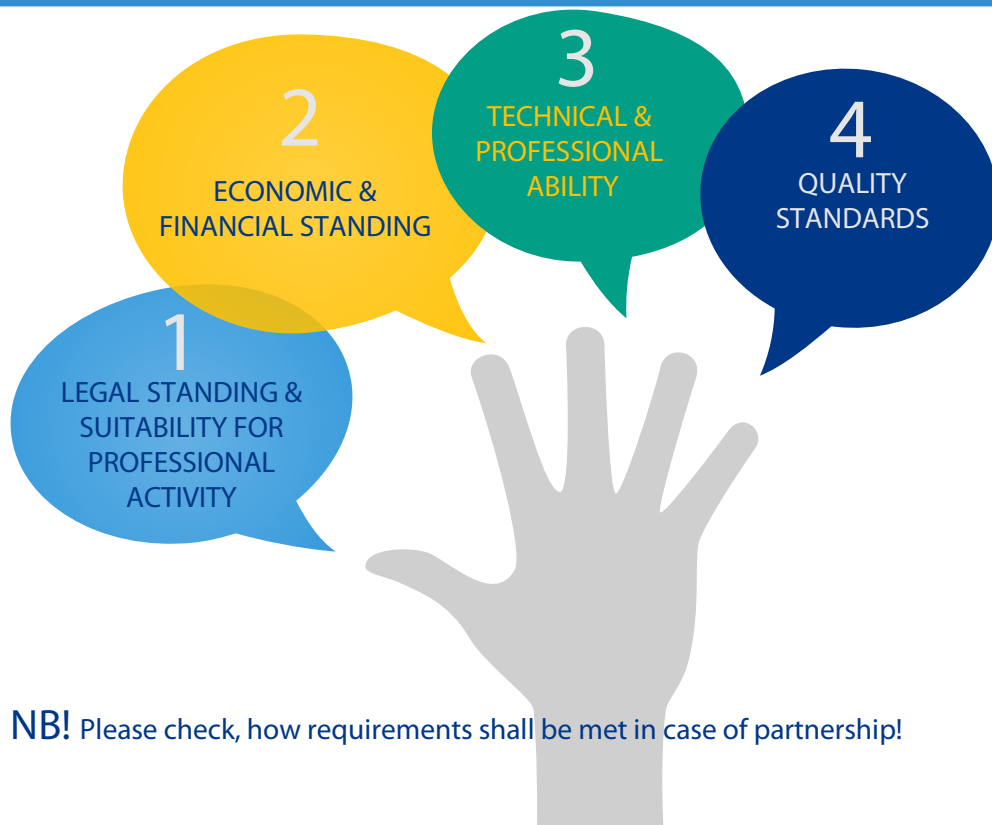 1
LEGAL STANDING &
SUITABILITY FOR
PROFESSIONAL
ACTIVITY
2
ECONOMIC &
FINANCIAL STANDING
3
TECHNICAL &
PROFESSIONAL
ABILITY
4
QUALITY
STANDARDS
NB! Please check, how requirements shall be met in case of partnership!